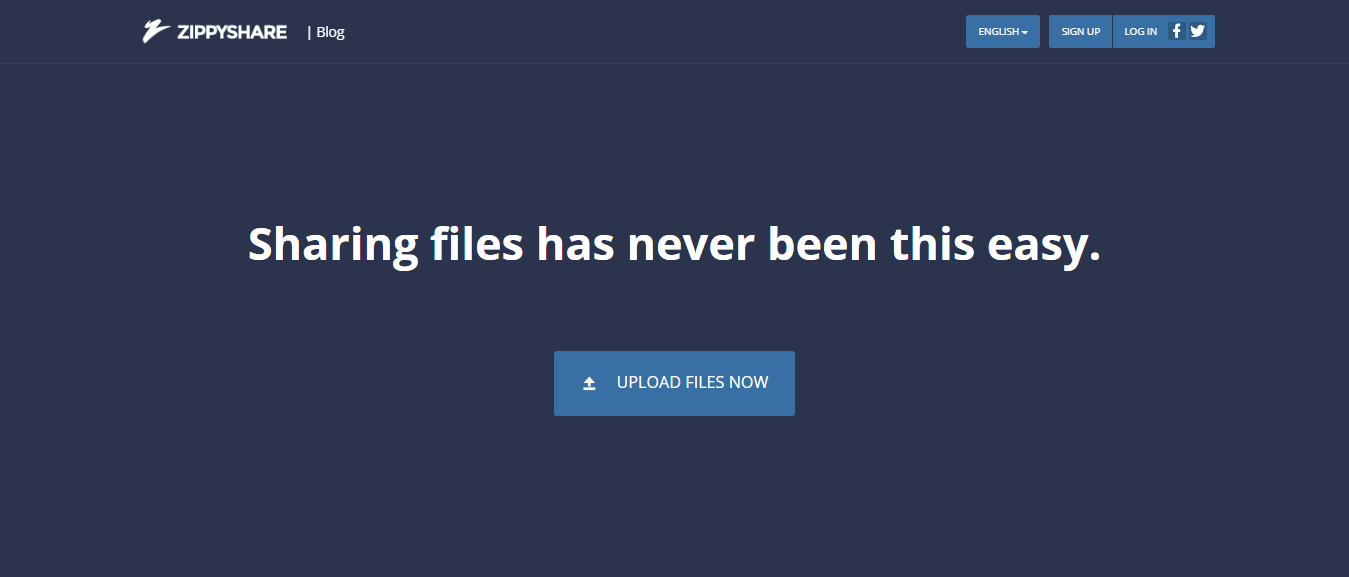 ZIPPYSHARE | Blog
ENGLISH SIGN UP LOG IN
Sharing files has never been this easy.
UPLOAD FILES NOW